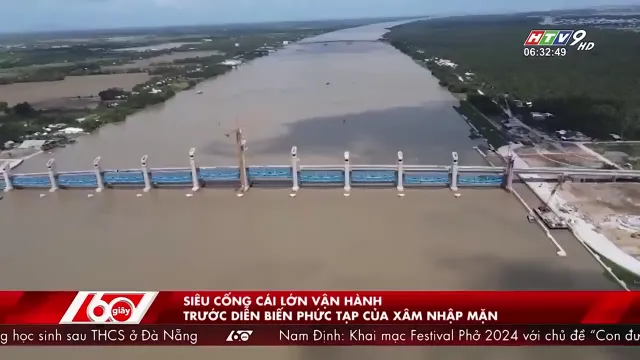 HTV9 HD
06:32:49
60 giây
SIÊU CỐNG CÁI LỚN VẬN HÀNH
TRƯỚC DIỄN BIẾN PHỨC TẠP CỦA XÂM NHẬP MẶN
g học sinh sau THCS ở Đà Nẵng 60 giây Nam Định: Khai mạc Festival Phở 2024 với chủ đề “Con đu